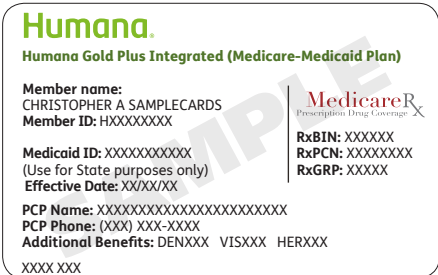 Humana.
Humana Gold Plus Integrated (Medicare-Medicaid Plan)
Member name:
CHRISTOPHER A SAMPLECARDS
Member ID: HXXXXXXXX
Medicaid ID: XXXXXXXXXXX
(Use for State purposes only)
Effective Date: XX/XX/XX
MedicareRx
Prescription Drug Coverage
RxBIN: XXXXXX
RxPCN: XXXXXXXX
RxGRP: XXXXX
PCP Name: XXXXXXXXXXXXXXXXXXXXXXX
PCP Phone: (XXX) XXX-XXXX
Additional Benefits: DENXXX VISXXX HERXXX
XXXX XXX
SAMPLE